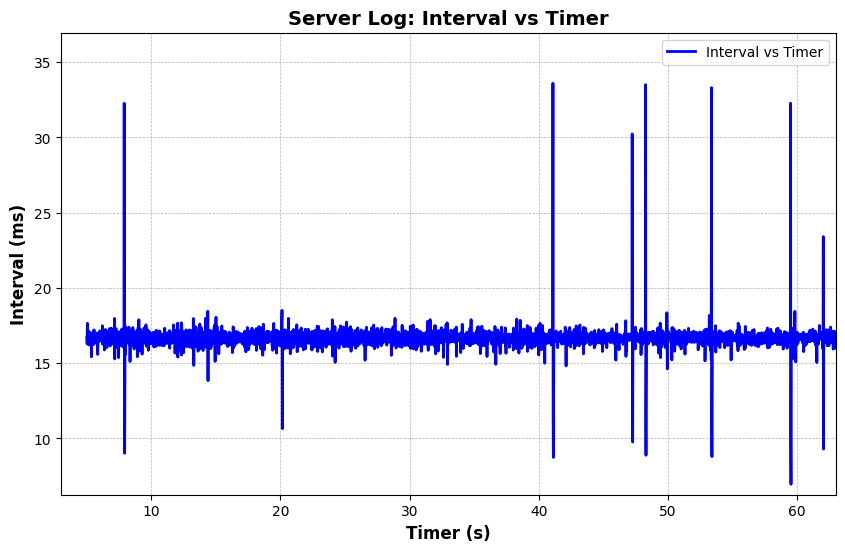 Server Log: Interval vs Timer
Interval vs Timer
35
30
25
20
15
10
Interval (ms)
10 20 30 40 50 60
Timer (s)